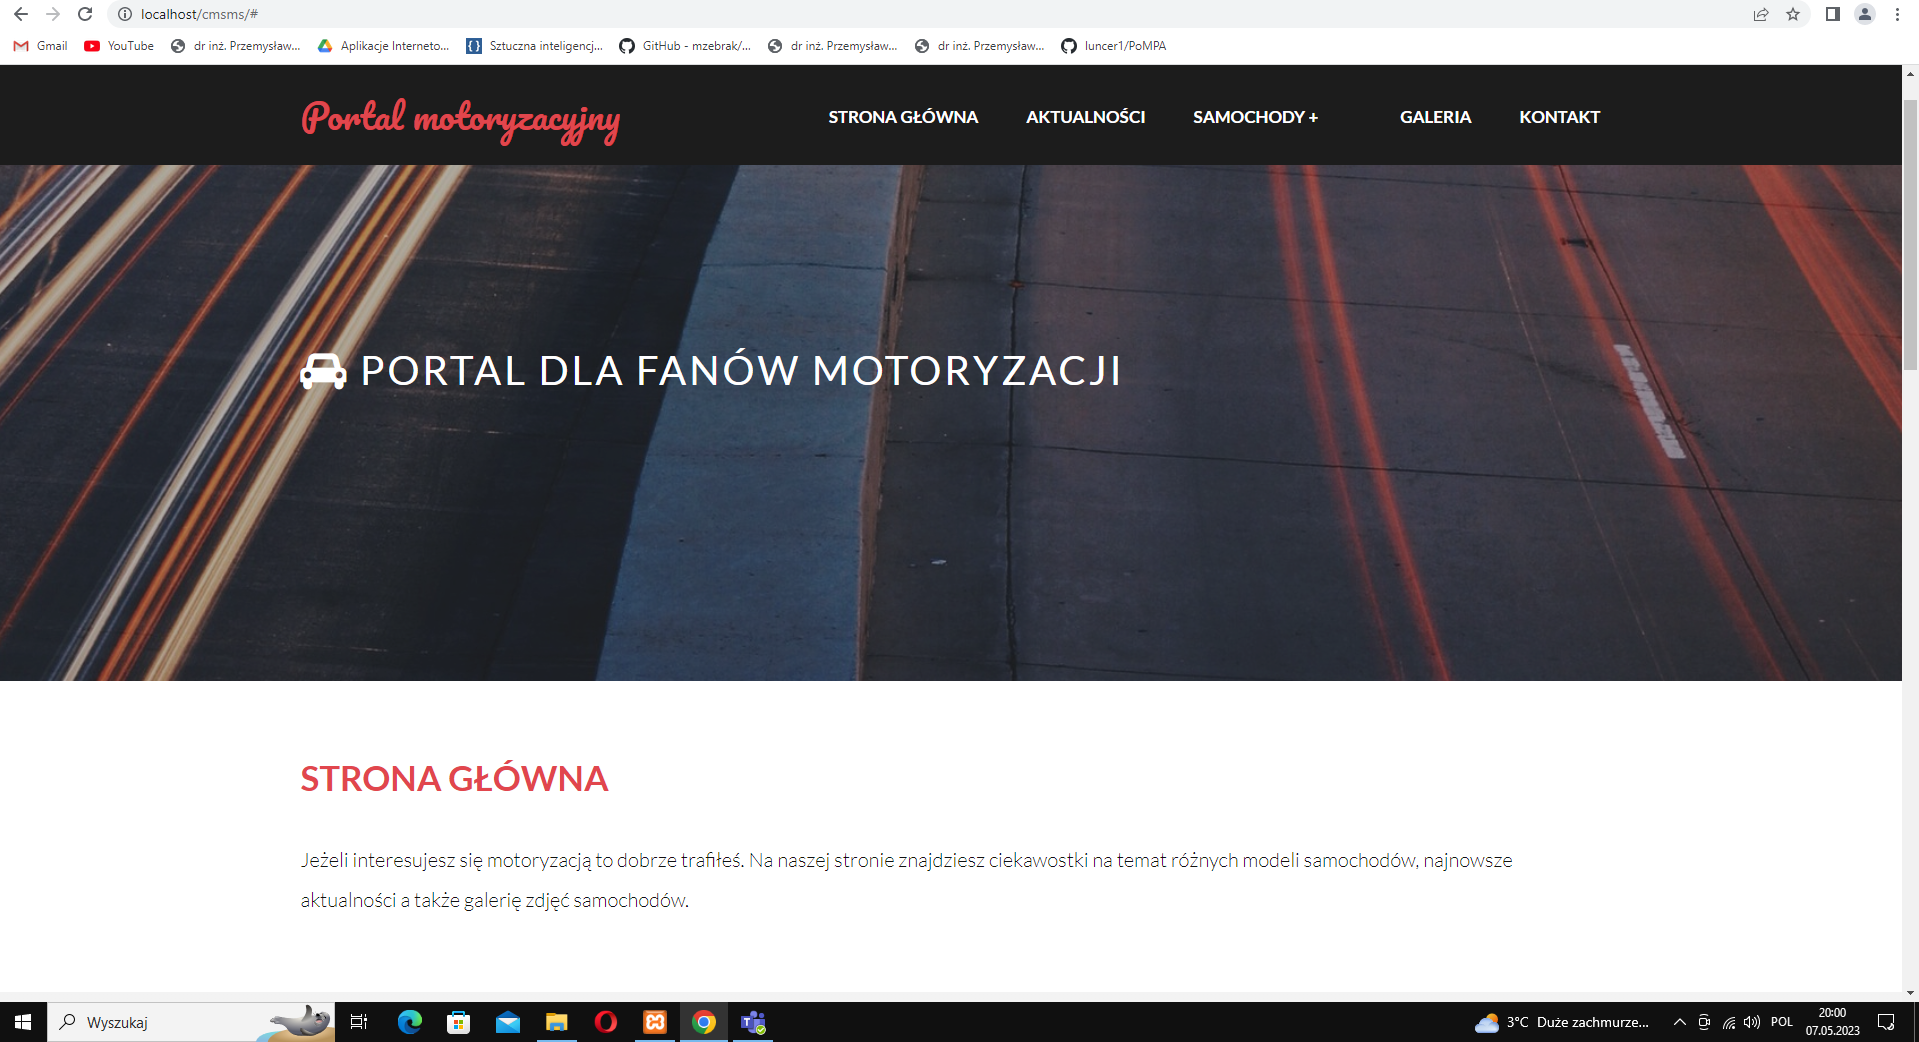 localhost/cmsms/#
Gmail YouTube dr inż. Przemysław... Aplikacje Interneto... Sztuczna inteligencj... GitHub - mzebrak/... dr inż. Przemysław... dr inż. Przemysław... luncer1/PoMPA
Portal motoryzacyjny STRONA GŁÓWNA AKTUALNOŚCI SAMOCHODY + GALERIA KONTAKT
PORTAL DLA FANÓW MOTORYZACJI
STRONA GŁÓWNA
Jeżeli interesujesz się motoryzacją to dobrze trafiłeś. Na naszej stronie znajdziesz ciekawostki na temat różnych modeli samochodów, najnowsze
aktualności a także galerię zdjęć samochodów.
Wyszukaj 3°C Duże zachmurze... POL 20:00
07.05.2023